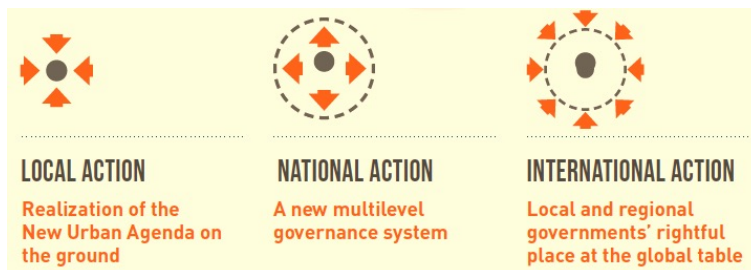 LOCAL ACTION
Realization of the
New Urban Agenda on
the ground
NATIONAL ACTION
A new multilevel
governance system
INTERNATIONAL ACTION
Local and regional
governments' rightful
place at the global table